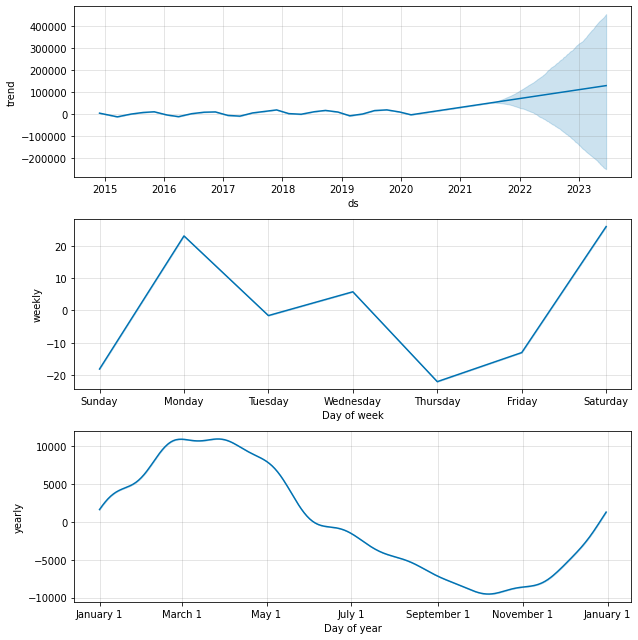 400000
300000
200000
100000
0
−100000
−200000
trend
2015 2016 2017 2018 2019 2020 2021 2022 2023
ds
20
10
0
−10
−20
weekly
Sunday Monday Tuesday Wednesday Thursday Friday Saturday
Day of week
10000
5000
0
−5000
−10000
yearly
January 1 March 1 May 1 July 1 September 1 November 1 January 1
Day of year